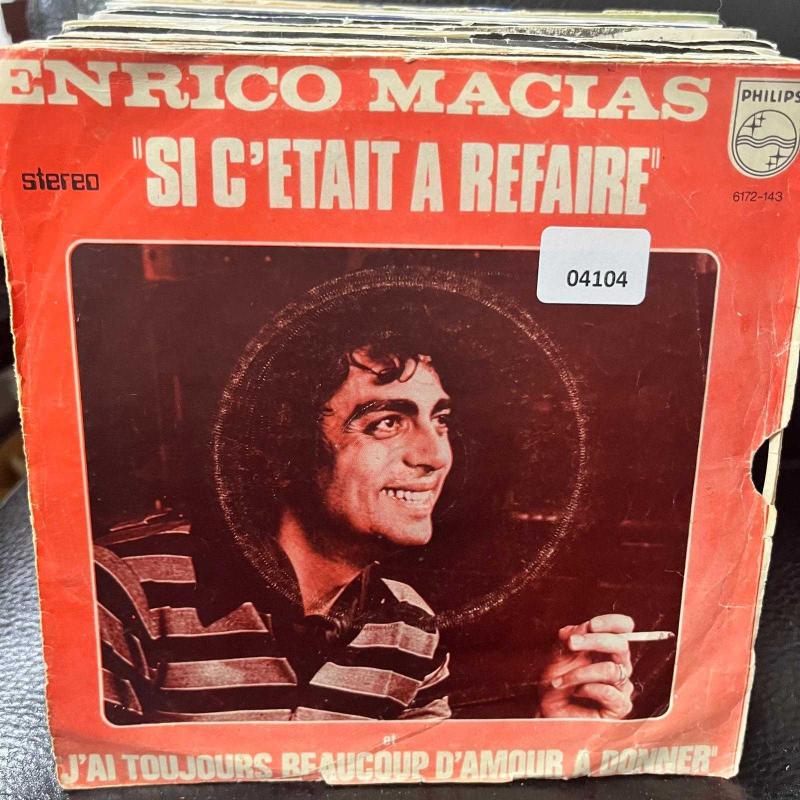 ENRICO MACIAS
PHILIPS
"SI C'ETAIT A REFAIRE"
stereo
6172-143
04104
et
"J'AI TOUJOURS BEAUCOUP D'AMOUR A DONNER"